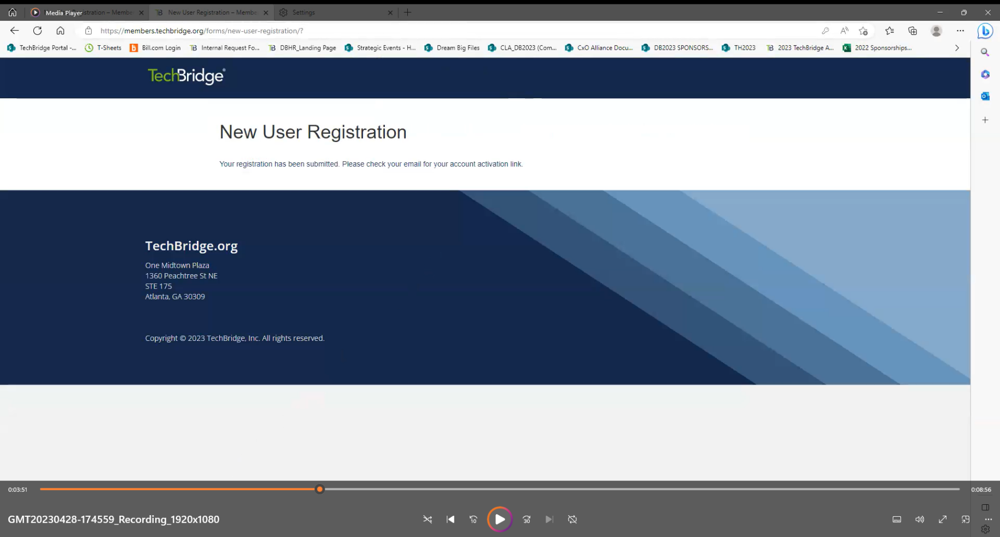 Media Player
istration – Membe
New User Registration – Membe
Settings
https://members.techbridge.org/forms/new-user-registration/?
TechBridge Portal -...
T-Sheets
Bill.com Login
Internal Request Fo...
DBHR_Landing Page
Strategic Events - H...
Dream Big Files
CLA_DB2023 (Com...
CxO Alliance Docu...
DB2023 SPONSORS...
TH2023
2023 TechBridge A...
2022 Sponsorships...
TechBridge®
New User Registration
Your registration has been submitted. Please check your email for your account activation link.
TechBridge.org
One Midtown Plaza
1360 Peachtree St NE
STE 175
Atlanta, GA 30309
Copyright © 2023 TechBridge, Inc. All rights reserved.
0:03:51
0:08:56
GMT20230428-174559_Recording_1920x1080
10
30